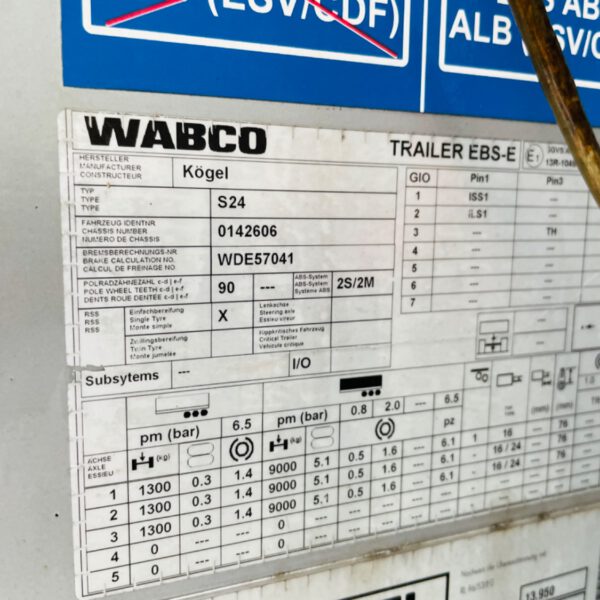 (LSV/CDF)
ALB
WABCO
TRAILER EBS-E
E1
HERSTELLER
MANUFACTURER
CONSTRUCTEUR
Kögel
TYP
TYPE
TYPE
S24
FAHRZEUG IDENTNR
CHASSIS NUMBER
NUMERO DE CHASSIS
0142606
BREMSBERECHNUNGS-NR
BRAKE CALCULATION NO.
CALCUL DE FREINAGE NO.
WDE57041
POLRADZÄHNEZAHL c-d | e-f
POLE WHEEL TEETH c-d | e-f
DENTS ROUE DENTÉE c-d | e-f
90 ---
ABS-System
ABS-System
Système ABS
2S/2M
RSS
RSS
RSS
Einfachbereifung
Single Tyre
Monte simple
X
Lenkachse
Steering axle
Essieu vireur
Zwillingsbereifung
Twin Tyre
Monte jumelée
Kippkritisches Fahrzeug
Critical Trailer
Véhicule critique
Subsytems --- I/O
GIO Pin1 Pin3
1 ISS1 ---
2 ILS1 ---
3 --- TH
4 --- ---
5 ---
6 ---
7 ---
pm (bar) 6.5 pm (bar) 0.8 2.0 --- 6.5
ACHSE
AXLE
ESSIEU
(kg) (kg) pz
1 1300 0.3 1.4 9000 5.1 0.5 1.6 --- 6.1 1 16 --- 76
2 1300 0.3 1.4 9000 5.1 0.5 1.6 --- 6.1 - 16 / 24 --- 76
3 1300 0.3 1.4 9000 5.1 0.5 1.6 --- 6.1 - 16 / 24 --- 76
4 0 --- --- 0 --- --- ---
5 0 --- --- 0 --- ---
13.950